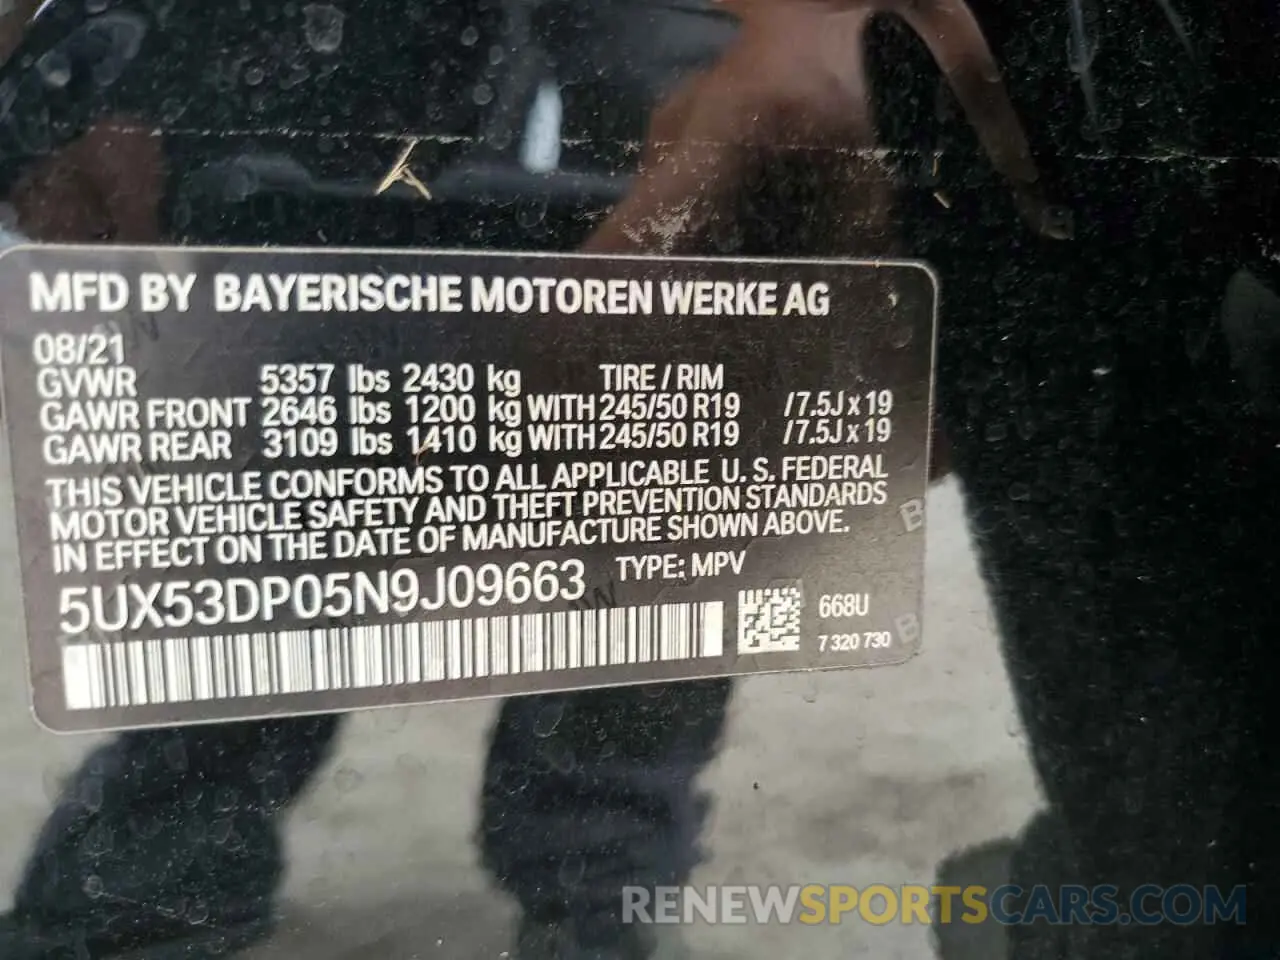 MFD BY BAYERISCHE MOTOREN WERKE AG
08/21
GVWR 5357 lbs 2430 kg TIRE / RIM
GAWR FRONT 2646 lbs 1200 kg WITH 245/50 R19 / 7.5J x 19
GAWR REAR 3109 lbs 1410 kg WITH 245/50 R19 / 7.5J x 19
THIS VEHICLE CONFORMS TO ALL APPLICABLE U.S. FEDERAL
MOTOR VEHICLE SAFETY AND THEFT PREVENTION STANDARDS
IN EFFECT ON THE DATE OF MANUFACTURE SHOWN ABOVE.
5UX53DP05N9J09663 TYPE: MPV
668U
7 320 730
RENEWSPORTSCARS.COM